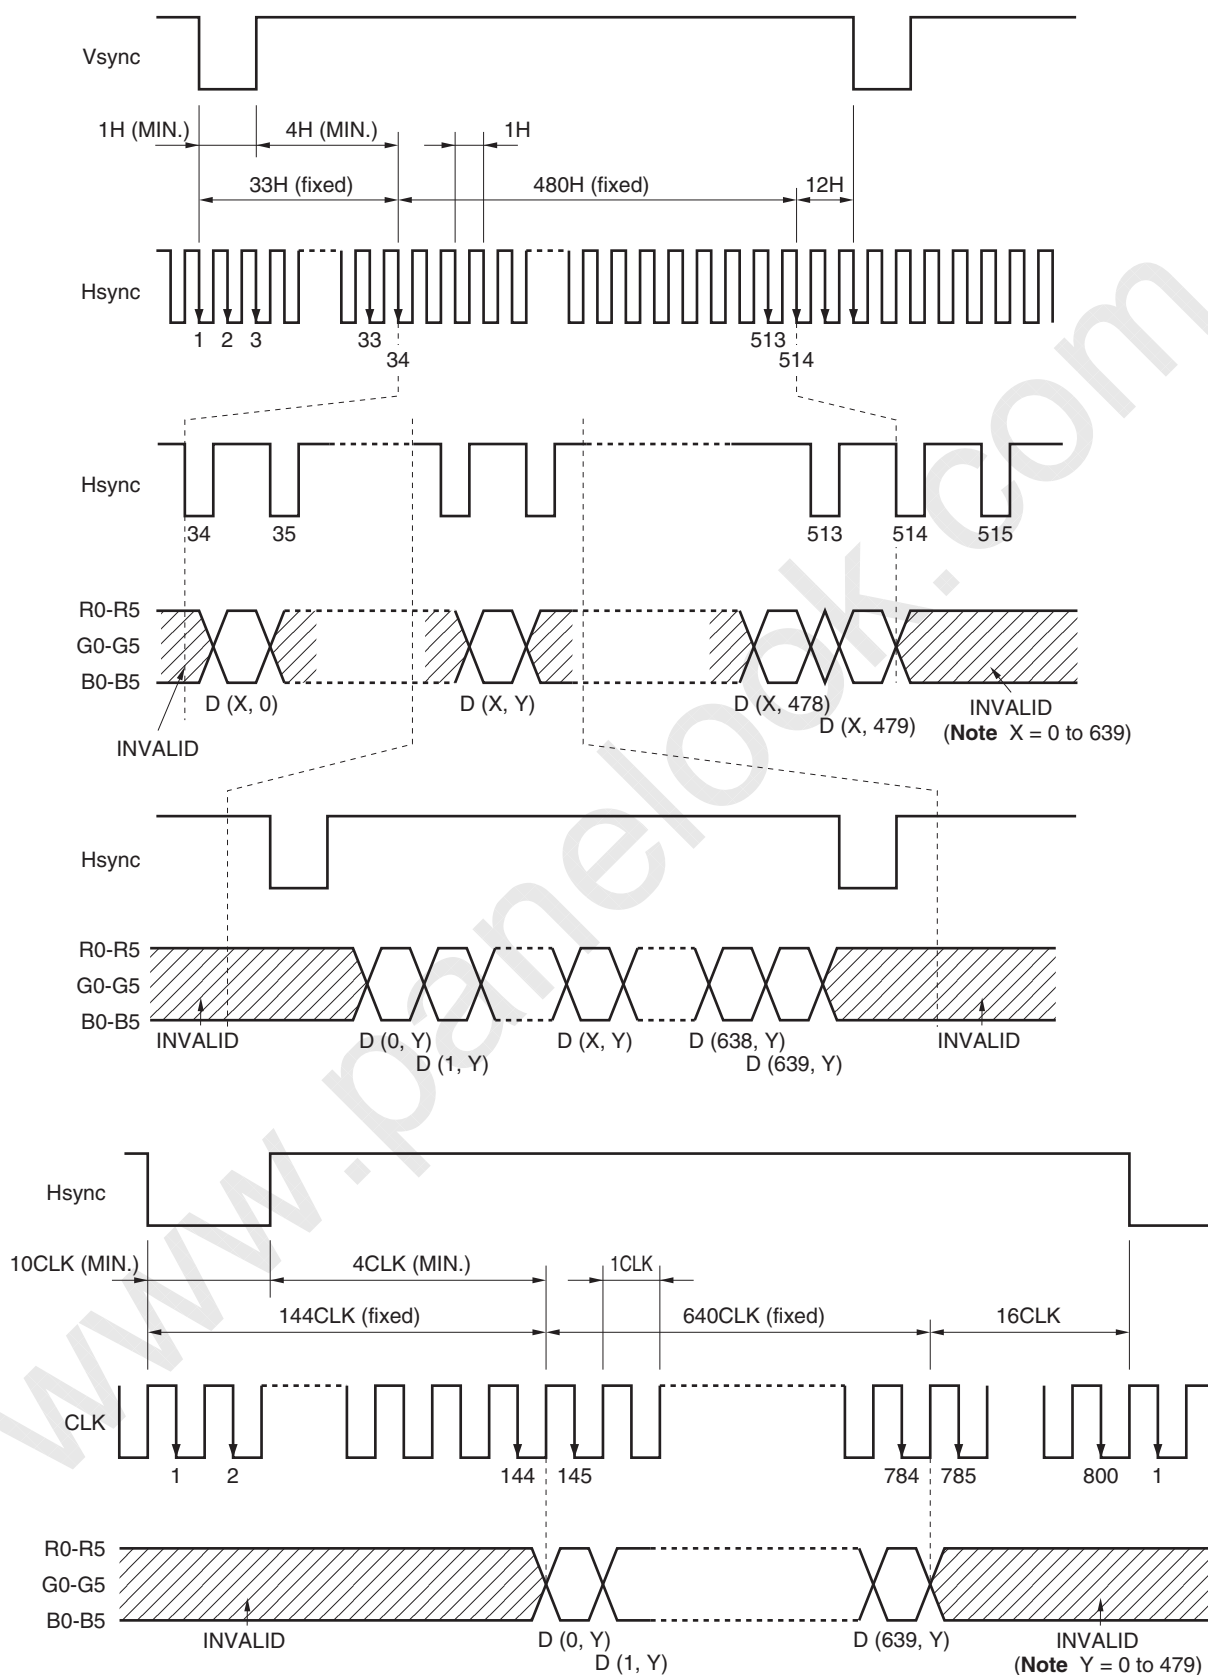 Vsync
1H (MIN.) 4H (MIN.) 1H
33H (fixed) 480H (fixed) 12H
Hsync
1 2 3 33 513
34 514
Hsync
34 35 513 514 515
R0-R5
G0-G5
B0-B5
D (X, 0) D (X, Y) D (X, 478) INVALID
D (X, 479)
INVALID (Note X = 0 to 639)
Hsync
R0-R5
G0-G5
B0-B5
INVALID D (0, Y) D (X, Y) D (638, Y) INVALID
D (1, Y) D (639, Y)
Hsync
10CLK (MIN.) 4CLK (MIN.) 1CLK
144CLK (fixed) 640CLK (fixed) 16CLK
CLK
1 2 144 145 784 785 800 1
R0-R5
G0-G5
B0-B5
INVALID D (0, Y) D (639, Y) INVALID
D (1, Y) (Note Y = 0 to 479)
www.panelook.com